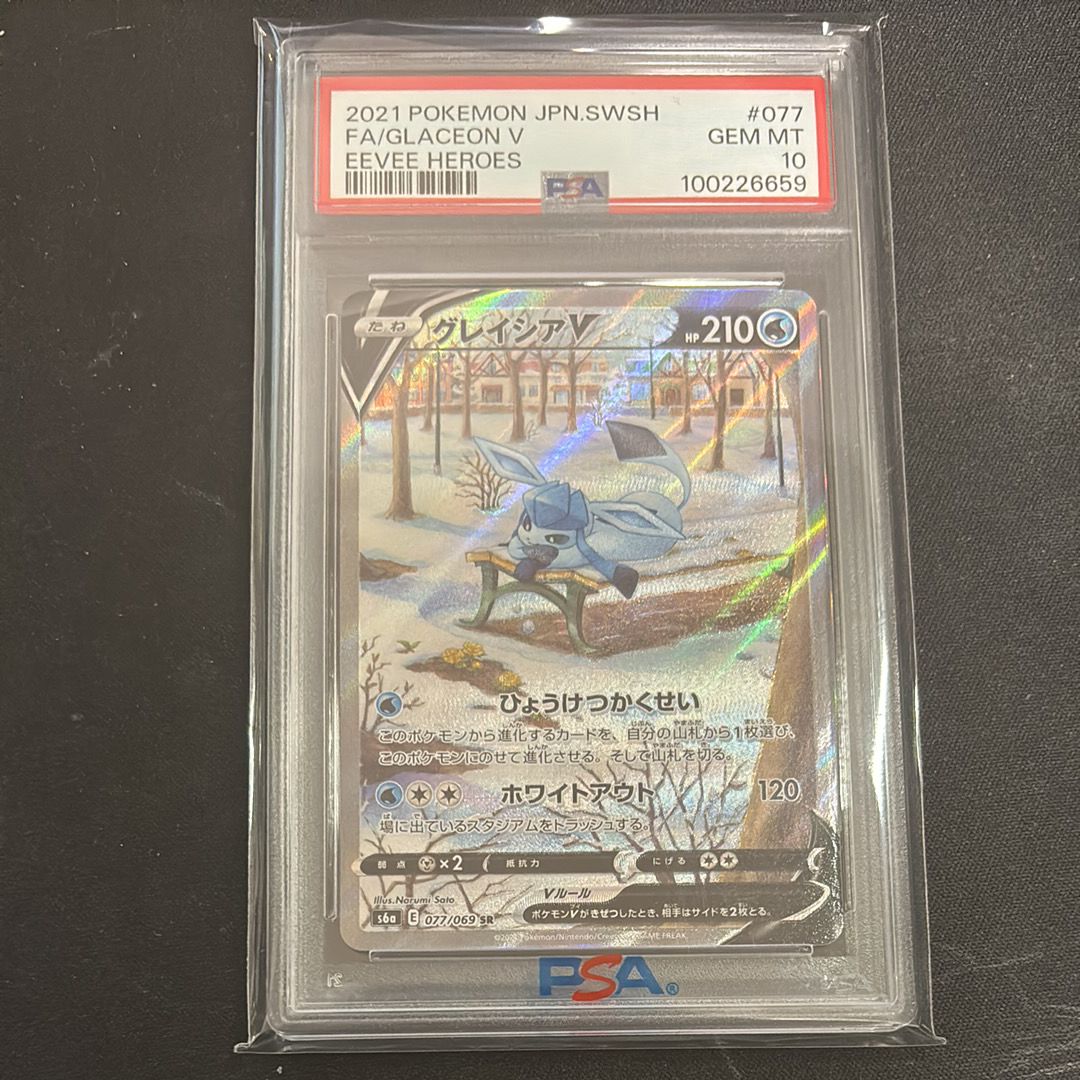 2021 POKEMON JPN.SWSH #077
FA/GLACEON V GEM MT
EEVEE HEROES 10
PSA 100226659
たね グレイシアV HP210
ひょうけつかくせい
このポケモンから進化するカードを、自分の山札から1枚選び、
このポケモンにのせて進化させる。そして山札を切る。
ホワイトアウト 120
場に出ているスタジアムをトラッシュする。
弱点 ×2 抵抗力 にげる
Vルール
Illus.Narumi Sato
ポケモンVがきぜつしたとき、相手はサイドを2枚とる。
s6a E 077/069 SR
PSA®